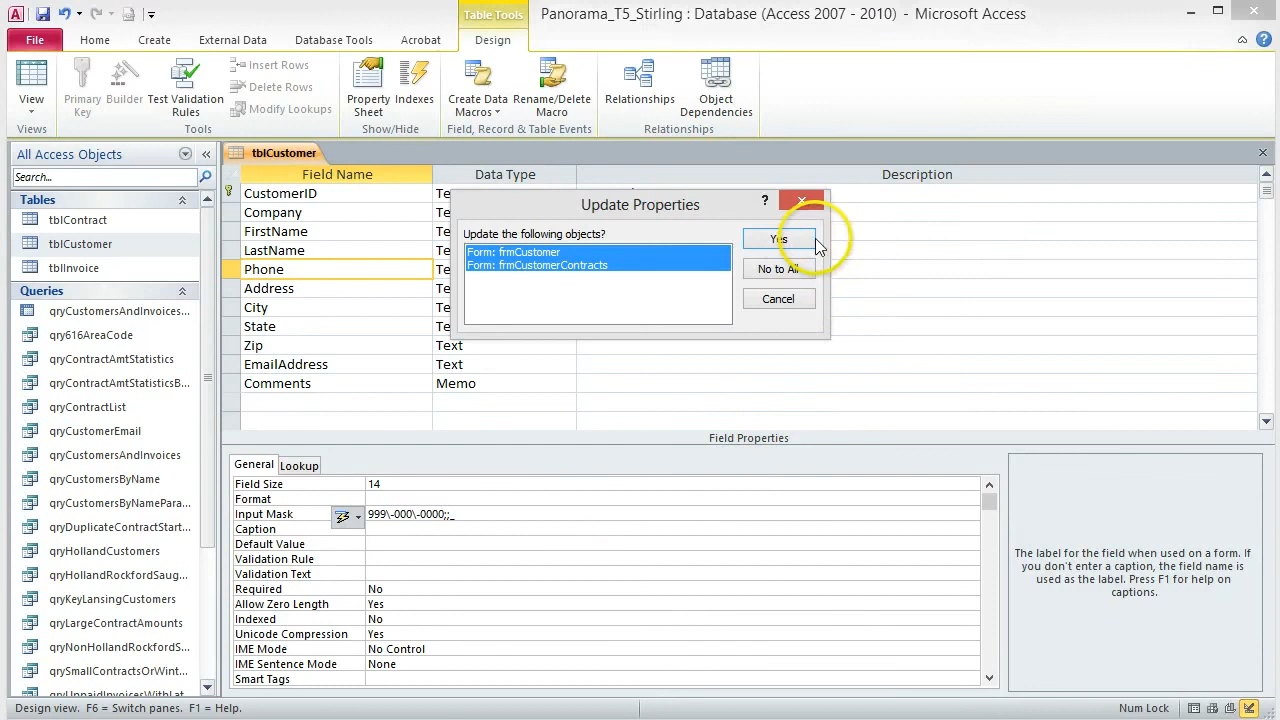 Table Tools
Panorama_T5_Stirling : Database (Access 2007 - 2010) - Microsoft Access
File
Home
Create
External Data
Database Tools
Acrobat
Design
View
Primary Key
Builder
Test Validation Rules
Insert Rows
Delete Rows
Modify Lookups
Property Sheet
Indexes
Create Data Macros
Rename/Delete Macro
Relationships
Object Dependencies
Views
Tools
Show/Hide
Field, Record & Table Events
Relationships
All Access Objects
Search...
Tables
tblContract
tblCustomer
tblInvoice
Queries
qryCustomersAndInvoices...
qry616AreaCode
qryContractAmtStatistics
qryContractAmtStatisticsB...
qryContractList
qryCustomerEmail
qryCustomersAndInvoices
qryCustomersByName
qryCustomersByNamePara...
qryDuplicateContractStart...
qryHollandCustomers
qryHollandRockfordSaug...
qryKeyLansingCustomers
qryLargeContractAmounts
qryNonHollandRockfordS...
qrySmallContractsOrWint...
qryUnpaidInvoicesWithLat...
tblCustomer
Field Name
Data Type
Description
CustomerID
Te
Company
Te
FirstName
Te
LastName
Te
Phone
Te
Address
Te
City
Te
State
Te
Zip
Text
EmailAddress
Text
Comments
Memo
Update Properties
?
Update the following objects?
Form: frmCustomer
Form: frmCustomerContracts
Yes
No to All
Cancel
Field Properties
General
Lookup
Field Size
14
Format
Input Mask
999\-000\-0000;;_
Caption
Default Value
Validation Rule
Validation Text
Required
No
Allow Zero Length
Yes
Indexed
No
Unicode Compression
Yes
IME Mode
No Control
IME Sentence Mode
None
Smart Tags
The label for the field when used on a form. If
you don't enter a caption, the field name is
used as the label. Press F1 for help on
captions.
Design view. F6 = Switch panes. F1 = Help.
Num Lock